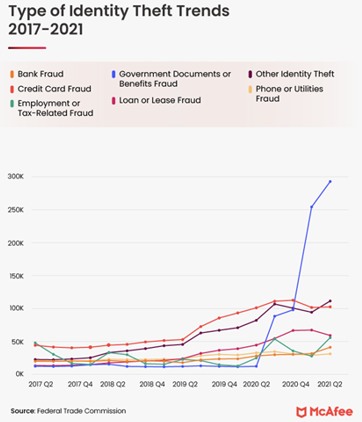 Type of Identity Theft Trends
2017-2021
Bank Fraud
Credit Card Fraud
Employment or
Tax-Related Fraud
Government Documents or
Benefits Fraud
Loan or Lease Fraud
Other Identity Theft
Phone or Utilities
Fraud
300K
250K
200K
150K
100K
50K
0K
2017 Q2 2017 Q4 2018 Q2 2018 Q4 2019 Q2 2019 Q4 2020 Q2 2020 Q4 2021 Q2
Source: Federal Trade Commission
McAfee